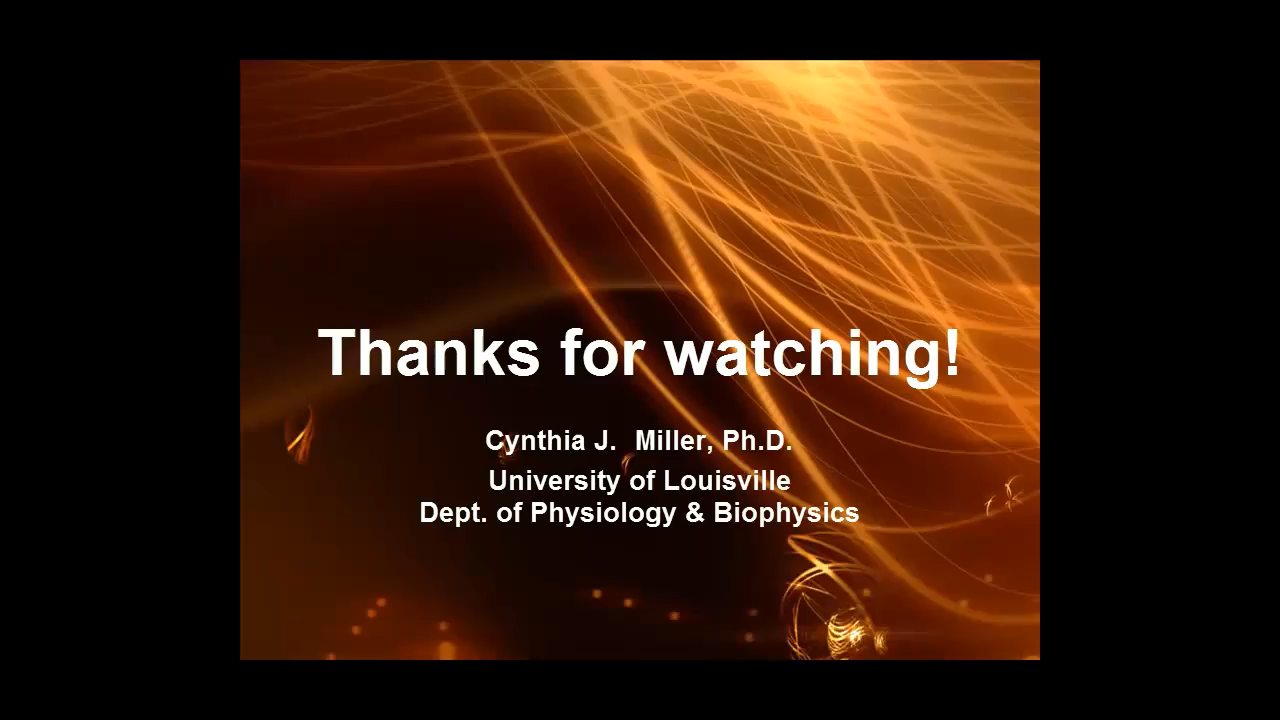 Thanks for watching!
Cynthia J.  Miller, Ph.D.
University of Louisville
Dept. of Physiology & Biophysics